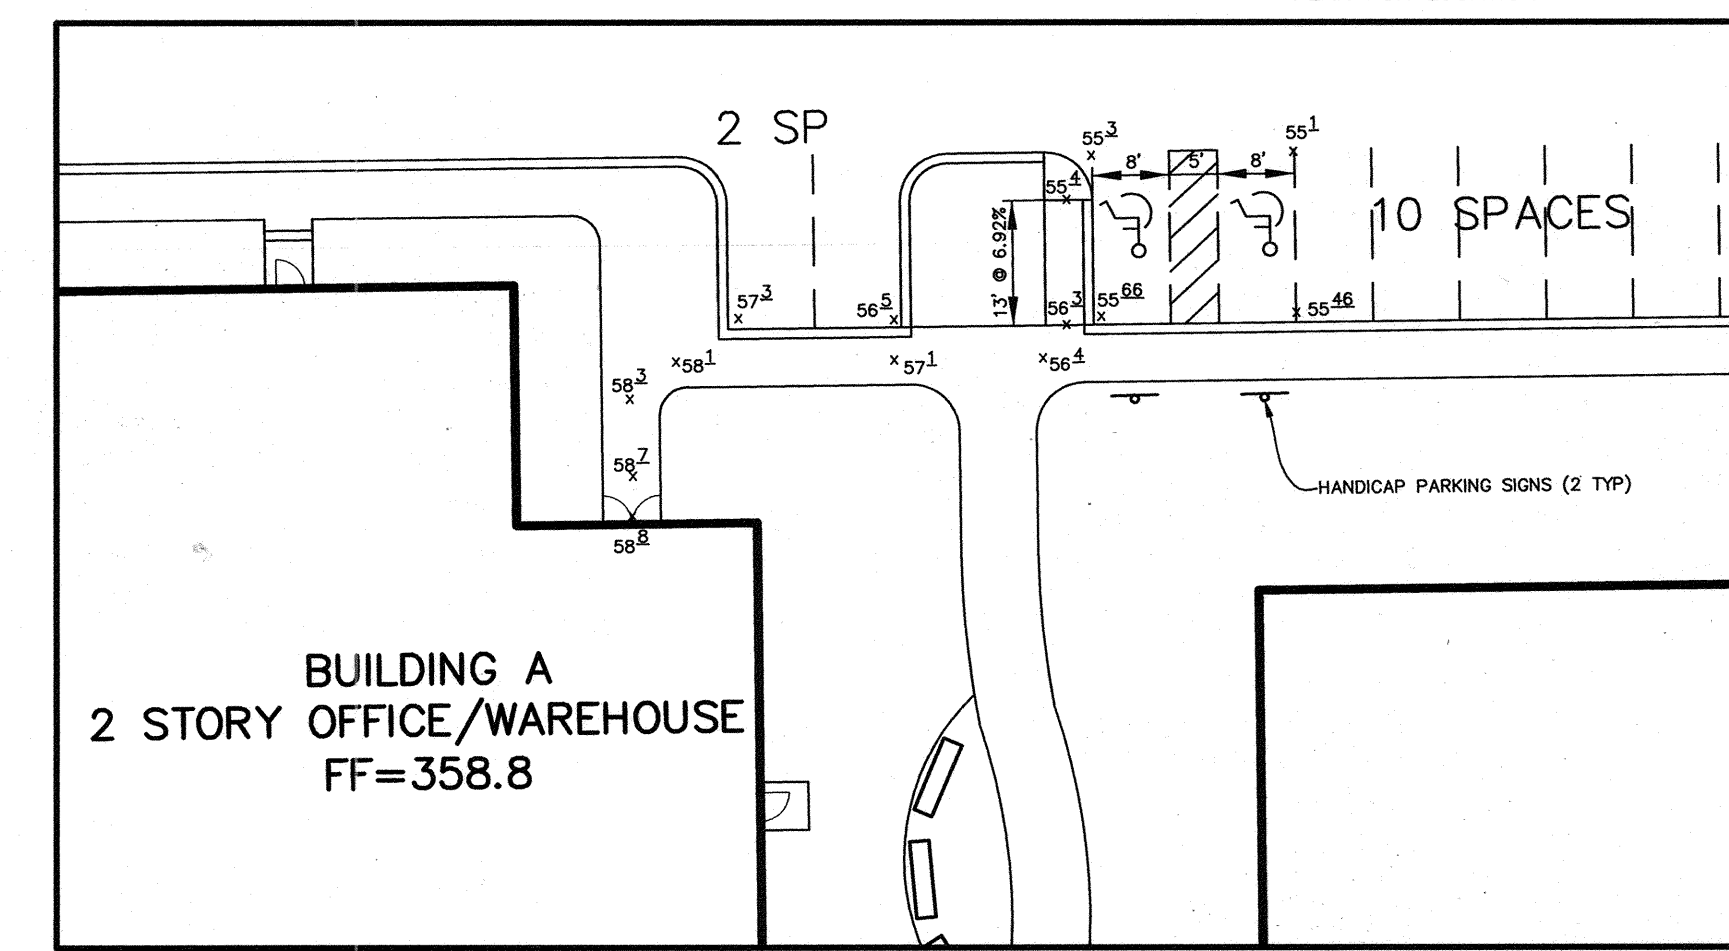 2 SP
55 3
55 1
8' 5' 8'
55 4
10 SPACES
13' @ 6.92%
57 3
56 5
56 3
55 66
55 46
58 1
57 1
56 4
58 3
58 7
HANDICAP PARKING SIGNS (2 TYP)
58 8
BUILDING A
2 STORY OFFICE/WAREHOUSE
FF=358.8